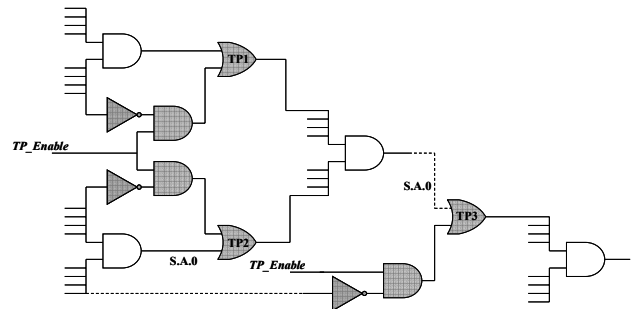 TP1
TP_Enable
S.A.0
TP3
TP2
S.A.0
TP_Enable